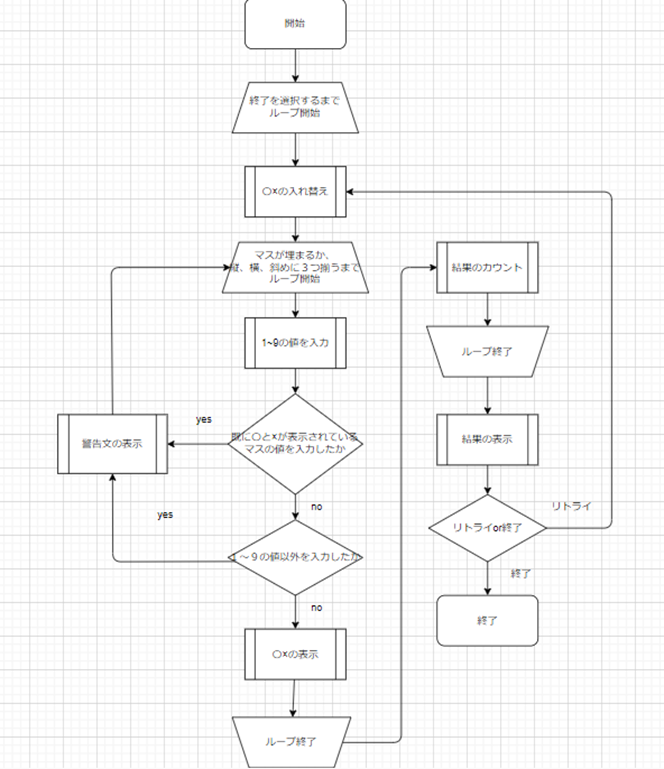 開始
終了を選択するまで
ループ開始
〇×の入れ替え
マスが埋まるか、
縦、横、斜めに３つ揃うまで
ループ開始
1~9の値を入力
既に〇と×が表示されている
マスの値を入力したか
yes
警告文の表示
no
１～９の値以外を入力したか
yes
no
〇×の表示
ループ終了
結果のカウント
ループ終了
結果の表示
リトライor終了
リトライ
終了
終了